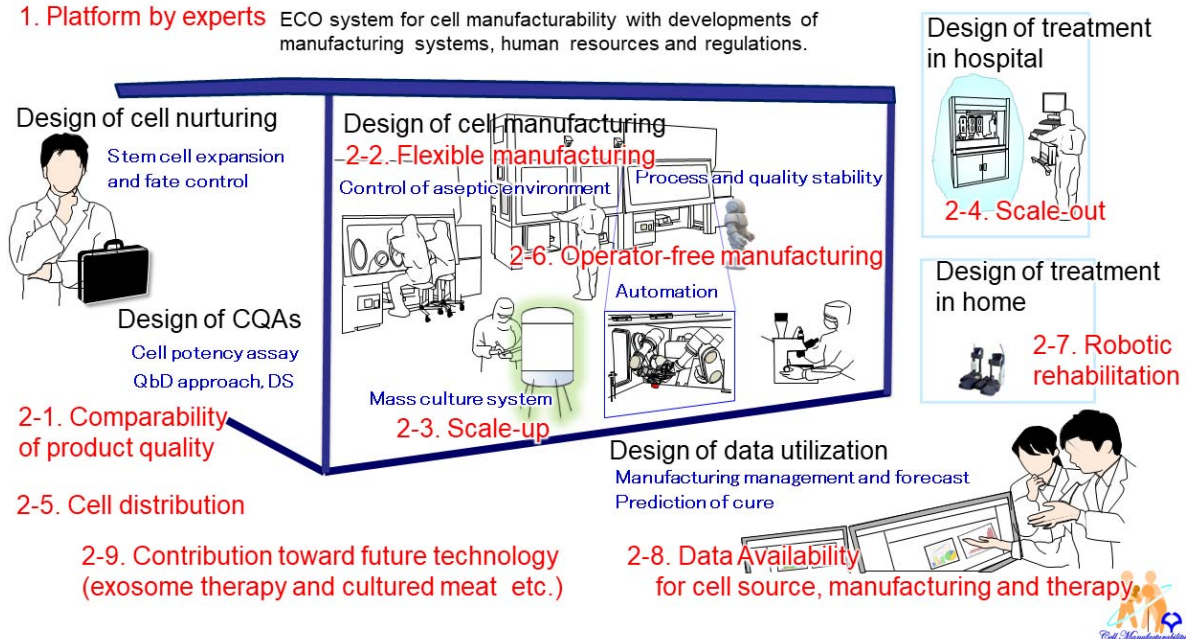 1. Platform by experts
ECO system for cell manufacturability with developments of
manufacturing systems, human resources and regulations.
Design of treatment
in hospital
2-4. Scale-out
Design of cell nurturing
Stem cell expansion
and fate control
Design of cell manufacturing
2-2. Flexible manufacturing
Control of aseptic environment
Process and quality stability
2-6. Operator-free manufacturing
Automation
Mass culture system
2-3. Scale-up
Design of treatment
in home
2-7. Robotic
rehabilitation
Design of CQAs
Cell potency assay
QbD approach, DS
2-1. Comparability
of product quality
2-5. Cell distribution
Design of data utilization
Manufacturing management and forecast
Prediction of cure
2-9. Contribution toward future technology
(exosome therapy and cultured meat etc.)
2-8. Data Availability
for cell source, manufacturing and therapy
Cell Manufacturability